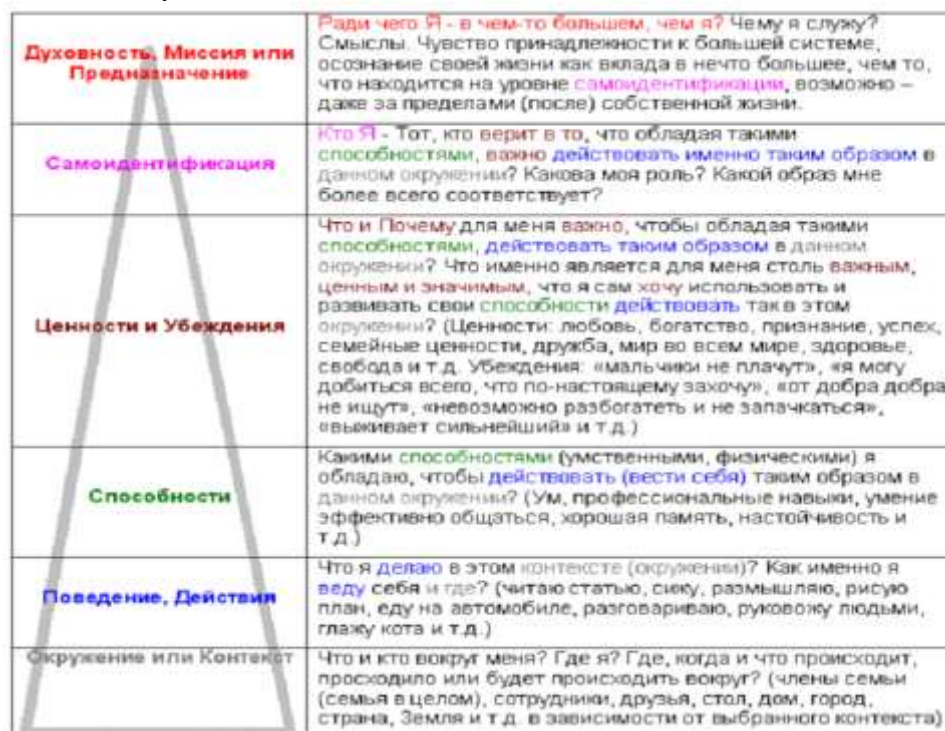 Духовность, Миссия или
Предназначение
Ради чего Я - в чем-то большем, чем я? Чему я служу?
Смыслы. Чувство принадлежности к большей системе,
осознание своей жизни как вклада в нечто большее, чем то,
что находится на уровне самоидентификации, возможно –
даже за пределами (после) собственной жизни.
Самоидентификация
Кто Я - Тот, кто верит в то, что обладая такими
способностями, важно действовать именно таким образом в
данном окружении? Какова моя роль? Какой образ мне
более всего соответствует?
Ценности и Убеждения
Что и Почему для меня важно, чтобы обладая такими
способностями, действовать таким образом в данном
окружении? Что именно является для меня столь важным,
ценным и значимым, что я сам хочу использовать и
развивать свои способности действовать так в этом
окружении? (Ценности: любовь, богатство, признание, успех,
семейные ценности, дружба, мир во всем мире, здоровье,
свобода и т.д. Убеждения: «мальчики не плачут», «я могу
добиться всего, что по-настоящему захочу», «от добра добра
не ищут», «невозможно разбогатеть и не запачкаться»,
«выживает сильнейший» и т.д.)
Способности
Какими способностями (умственными, физическими) я
обладаю, чтобы действовать (вести себя) таким образом в
данном окружении? (Ум, профессиональные навыки, умение
эффективно общаться, хорошая память, настойчивость и
т.д.)
Поведение, Действия
Что я делаю в этом контексте (окружении)? Как именно я
веду себя и где? (читаю статью, сижу, размышляю, рисую
план, еду на автомобиле, разговариваю, руковожу людьми,
глажу кота и т.д.)
Окружение или Контекст
Что и кто вокруг меня? Где я? Где, когда и что происходит,
просходило или будет происходить вокруг? (члены семьи
(семья в целом), сотрудники, друзья, стол, дом, город,
страна, Земля и т.д. в зависимости от выбранного контекста)